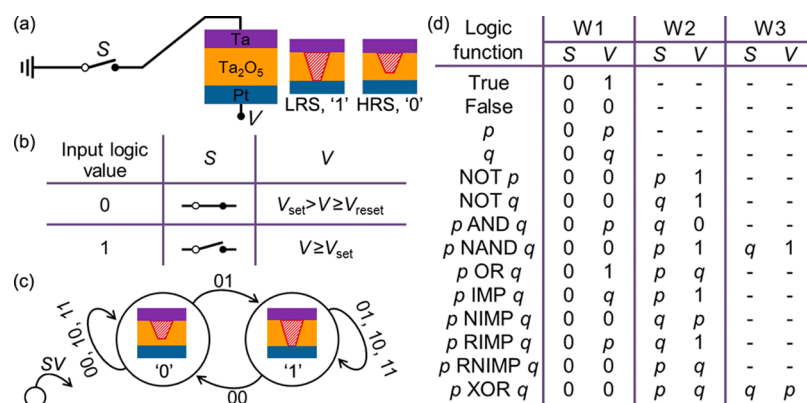 (a)
S
Ta
Ta₂O₅
Pt
V
LRS, '1'
HRS, '0'
(b)
Input logic value S V
0 V_set>V≥V_reset
1 V≥V_set
(c)
01
00, 10, 11
01, 10, 11
'0'
'1'
00
SV
(d)
Logic function W1 W2 W3
S V S V S V
True 0 1 - - - -
False 0 0 - - - -
p 0 p - - - -
q 0 q - - - -
NOT p 0 0 p 1 - -
NOT q 0 0 q 1 - -
p AND q 0 p q 0 - -
p NAND q 0 0 p 1 q 1
p OR q 0 1 p q - -
p IMP q 0 q p 1 - -
p NIMP q 0 0 q p - -
p RIMP q 0 p q 1 - -
p RNIMP q 0 0 p q - -
p XOR q 0 0 p q q p